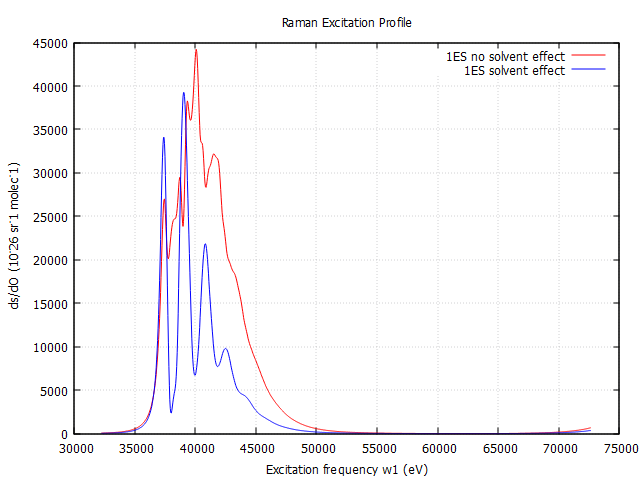 Raman Excitation Profile
1ES no solvent effect
1ES solvent effect
45000
40000
35000
30000
25000
20000
15000
10000
5000
0
ds/dO (10^-26 sr^-1 molec^-1)
30000 35000 40000 45000 50000 55000 60000 65000 70000 75000
Excitation frequency w1 (eV)